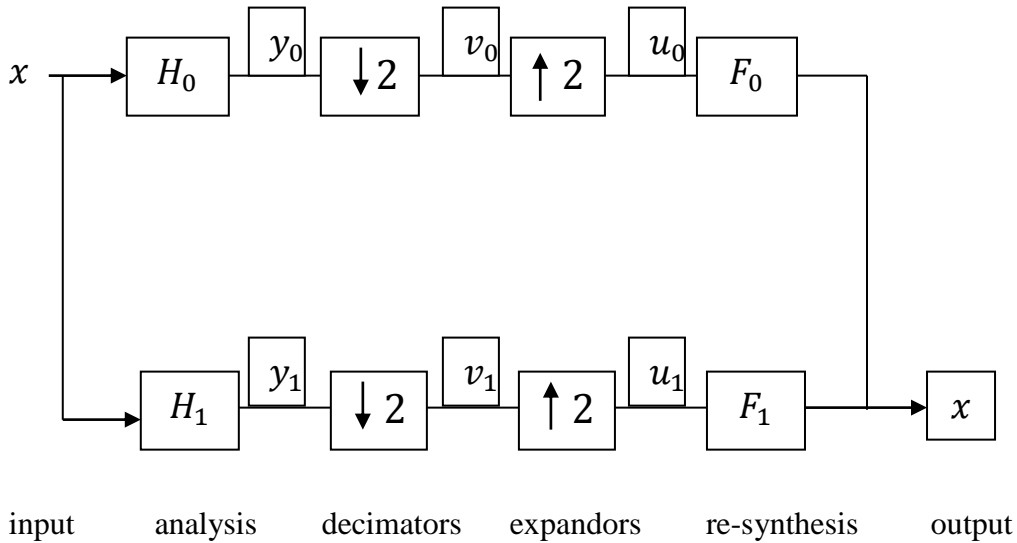 x H₀ y₀ ↓ 2 v₀ ↑ 2 u₀ F₀
H₁ y₁ ↓ 2 v₁ ↑ 2 u₁ F₁ x
input analysis decimators expandors re-synthesis output